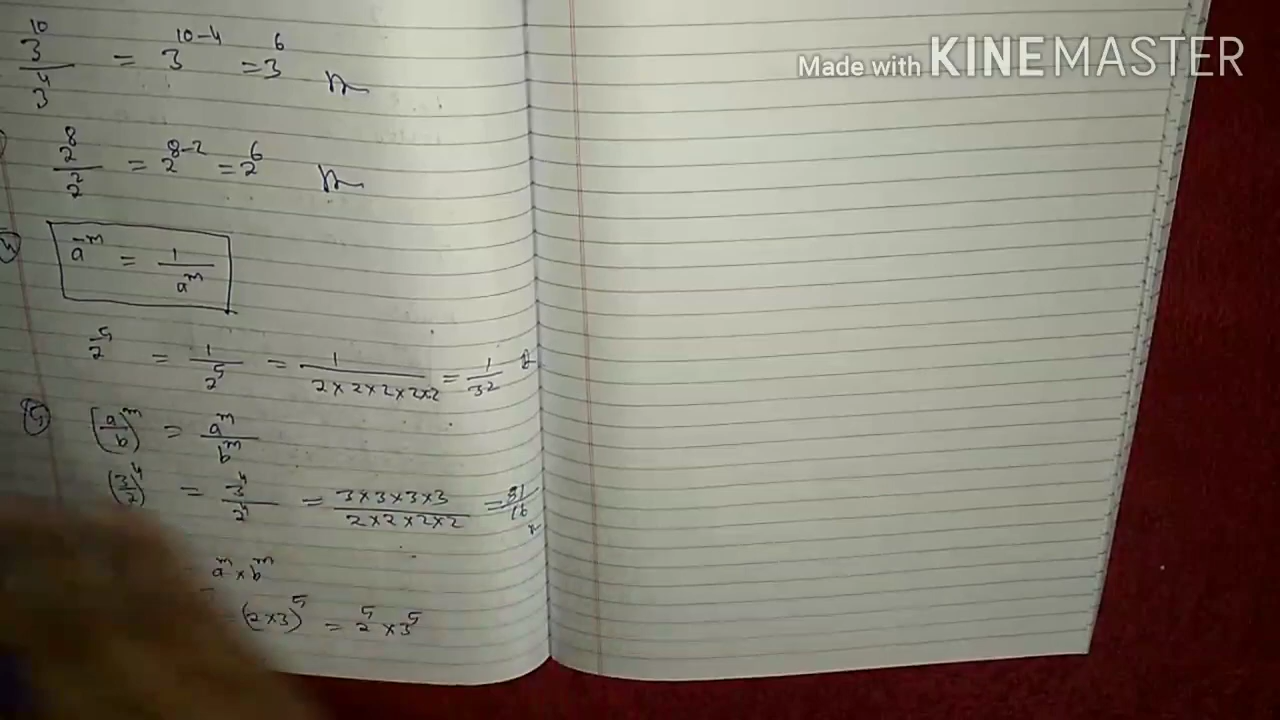 Made with KINEMASTER
3^10/3^4 = 3^(10-4) = 3^6
2^8/2^2 = 2^(8-2) = 2^6
a^-m = 1/a^m
2^-5 = 1/2^5 = 1/(2×2×2×2×2) = 1/32
⑤ (a/b)^m = a^m/b^m
(3/2)^4 = 3^4/2^4 = (3×3×3×3)/(2×2×2×2) = 81/16
a^m × b^m
(2×3)^5 = 2^5 × 3^5